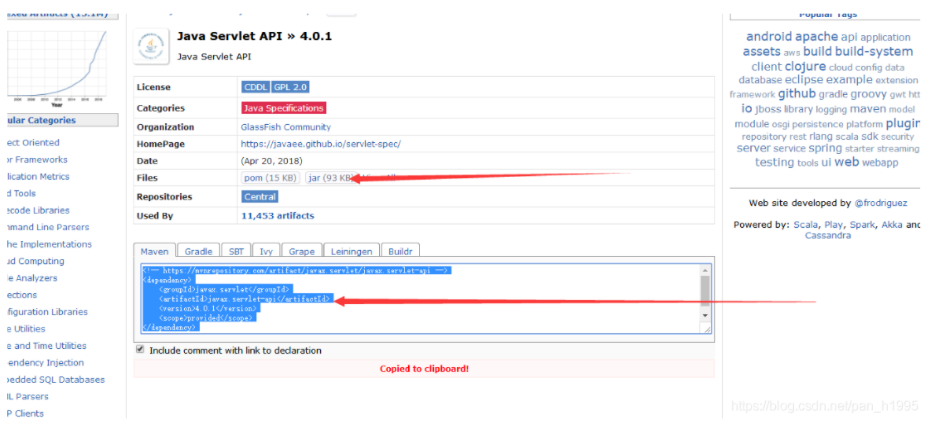 Indexed Artifacts (15.1M)
Popular Tags
Java Servlet API » 4.0.1
Java Servlet API
License
CDDL GPL 2.0
Categories
Java Specifications
Organization
GlassFish Community
HomePage
https://javaee.github.io/servlet-spec/
Date
(Apr 20, 2018)
Files
pom (15 KB) jar (93 KB)
Repositories
Central
Used By
11,453 artifacts
Year
ular Categories
ect Oriented
or Frameworks
lication Metrics
d Tools
ecode Libraries
mmand Line Parsers
he Implementations
ud Computing
e Analyzers
ections
figuration Libraries
e Utilities
e and Time Utilities
endency Injection
bedded SQL Databases
IL Parsers
P Clients
Maven Gradle SBT Ivy Grape Leiningen Buildr
<!-- https://mvnrepository.com/artifact/javax.servlet/javax.servlet-api -->
<dependency>
<groupId>javax.servlet</groupId>
<artifactId>javax.servlet-api</artifactId>
<version>4.0.1</version>
<scope>provided</scope>
</dependency>
Include comment with link to declaration
Copied to clipboard!
android apache api application
assets aws build build-system
client clojure cloud config data
database eclipse example extension
framework github gradle groovy gwt htt
io jboss library logging maven model
module osgi persistence platform plugin
repository rest rlang scala sdk security
server service spring starter streaming
testing tools ui web webapp
Web site developed by @frodriguez
Powered by: Scala, Play, Spark, Akka and
Cassandra
https://blog.csdn.net/pan_h1995